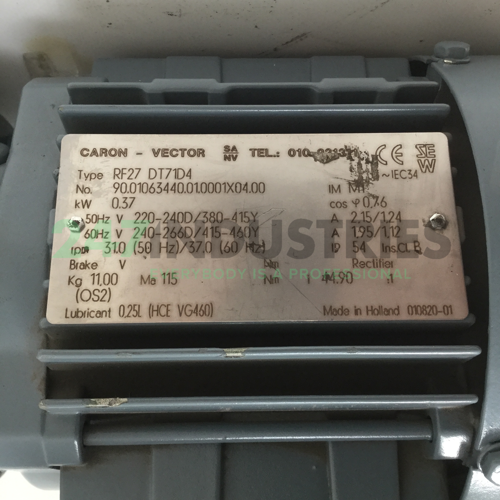 CARON - VECTOR SA NV TEL.: 010
Type RF27 DT71D4
No. 90.01063440.01.0001X04.00 IM
kW 0.37 cos φ 0,76 ~IEC34
50Hz V 220-240D/380-415Y A 2,15/1,24
60Hz V 240-266D/415-460Y A 1,95/1,12
rpm 31.0 (50 Hz)/37.0 (60 Hz) IP 54 Ins.Cl.B
Brake V Nm Rectifier
Kg 11,00 Ma 115 Nm i 44.90 :1
(OS2)
Lubricant 0,25L (HCE VG460) Made in Holland 010820-01
CE SEW
247 INDUSTRIES
EVERYBODY IS A PROFESSIONAL